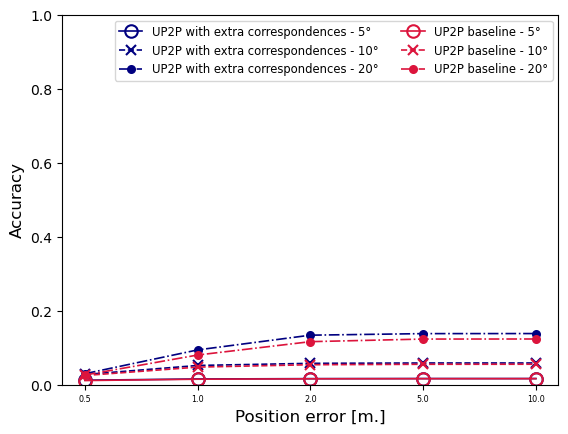 UP2P with extra correspondences - 5°
UP2P with extra correspondences - 10°
UP2P with extra correspondences - 20°
UP2P baseline - 5°
UP2P baseline - 10°
UP2P baseline - 20°
Accuracy
1.0
0.8
0.6
0.4
0.2
0.0
0.5 1.0 2.0 5.0 10.0
Position error [m.]